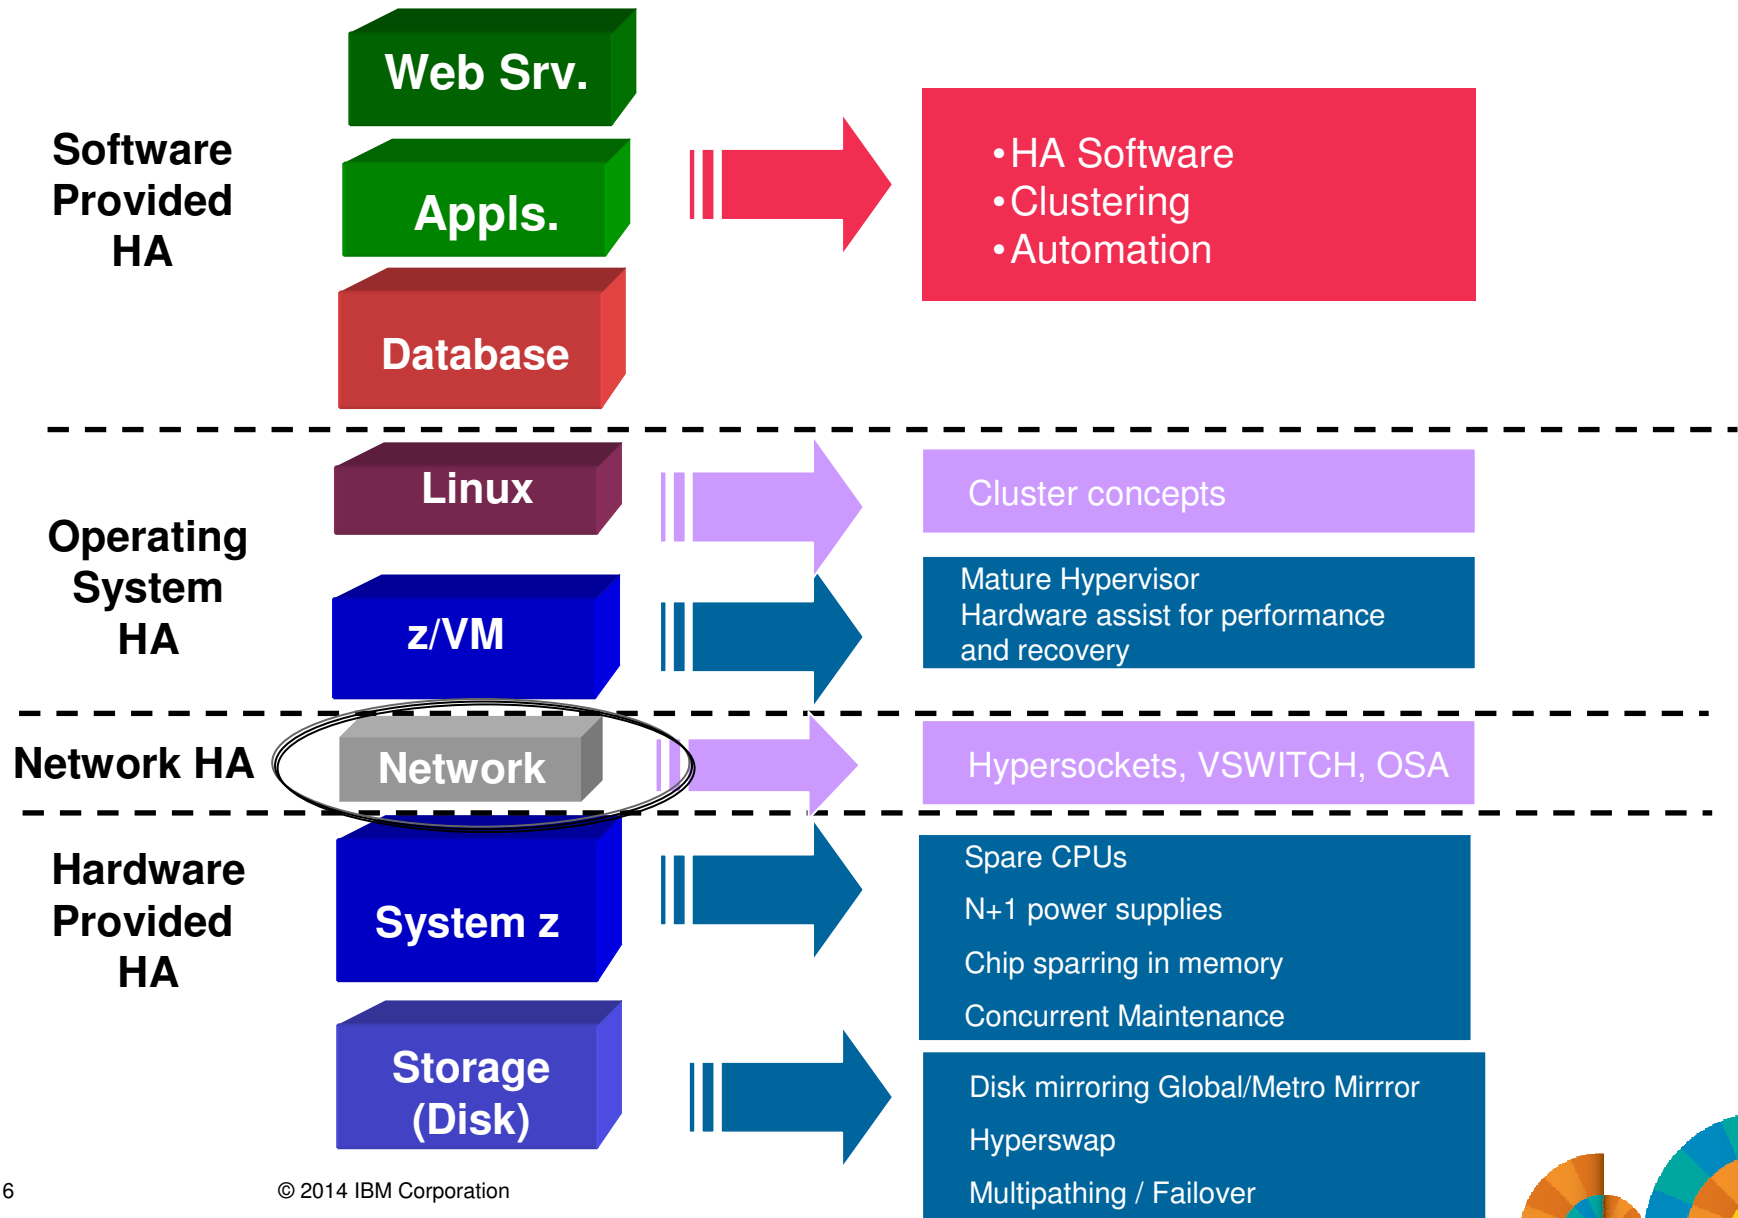 Software
Provided
HA
Web Srv.
Appls.
Database
•HA Software
•Clustering
•Automation
Operating
System
HA
Linux
Cluster concepts
z/VM
Mature Hypervisor
Hardware assist for performance
and recovery
Network HA
Network
Hypersockets, VSWITCH, OSA
Hardware
Provided
HA
System z
Spare CPUs
N+1 power supplies
Chip sparring in memory
Concurrent Maintenance
Storage
(Disk)
Disk mirroring Global/Metro Mirrror
Hyperswap
Multipathing / Failover
6
© 2014 IBM Corporation